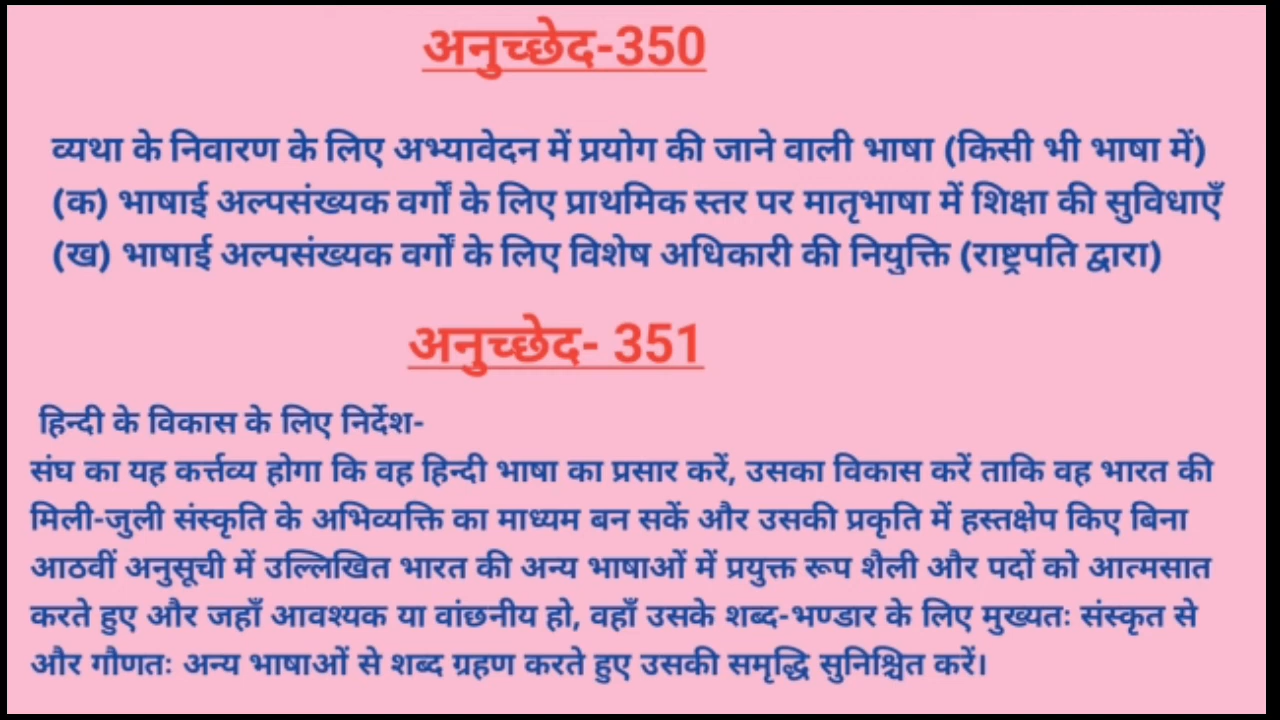 अनुच्छेद-350
व्यथा के निवारण के लिए अभ्यावेदन में प्रयोग की जाने वाली भाषा (किसी भी भाषा में)
(क) भाषाई अल्पसंख्यक वर्गों के लिए प्राथमिक स्तर पर मातृभाषा में शिक्षा की सुविधाएँ
(ख) भाषाई अल्पसंख्यक वर्गों के लिए विशेष अधिकारी की नियुक्ति (राष्ट्रपति द्वारा)
अनुच्छेद- 351
हिन्दी के विकास के लिए निर्देश-
संघ का यह कर्त्तव्य होगा कि वह हिन्दी भाषा का प्रसार करें, उसका विकास करें ताकि वह भारत की
मिली-जुली संस्कृति के अभिव्यक्ति का माध्यम बन सकें और उसकी प्रकृति में हस्तक्षेप किए बिना
आठवीं अनुसूची में उल्लिखित भारत की अन्य भाषाओं में प्रयुक्त रूप शैली और पदों को आत्मसात
करते हुए और जहाँ आवश्यक या वांछनीय हो, वहाँ उसके शब्द-भण्डार के लिए मुख्यतः संस्कृत से
और गौणतः अन्य भाषाओं से शब्द ग्रहण करते हुए उसकी समृद्धि सुनिश्चित करें।